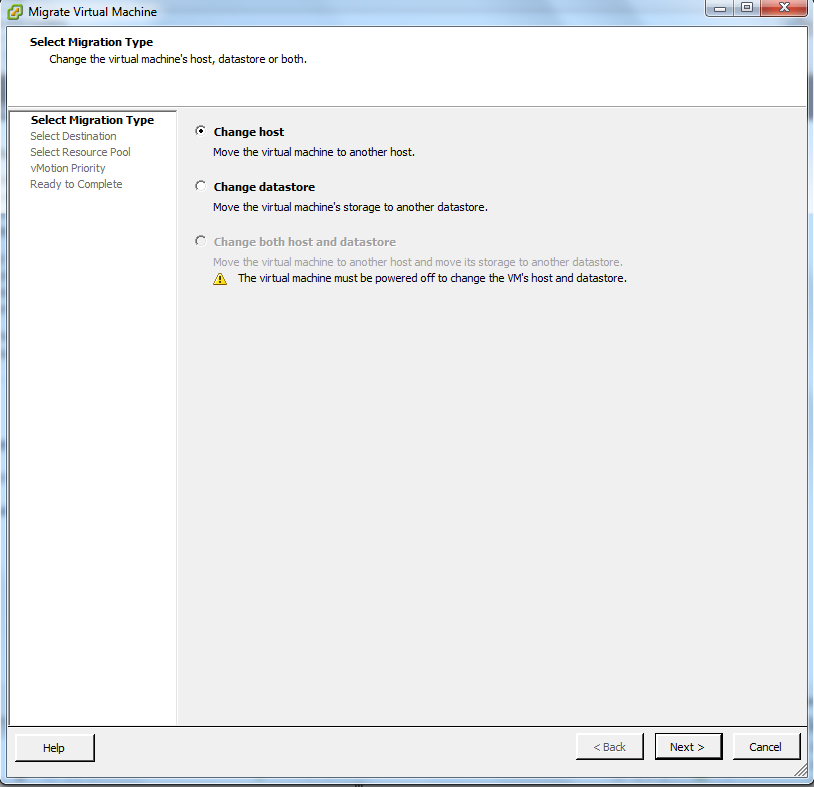 Migrate Virtual Machine
Select Migration Type
Change the virtual machine's host, datastore or both.
Select Migration Type
Select Destination
Select Resource Pool
vMotion Priority
Ready to Complete
Change host
Move the virtual machine to another host.
Change datastore
Move the virtual machine's storage to another datastore.
Change both host and datastore
Move the virtual machine to another host and move its storage to another datastore.
The virtual machine must be powered off to change the VM's host and datastore.
Help
< Back
Next >
Cancel